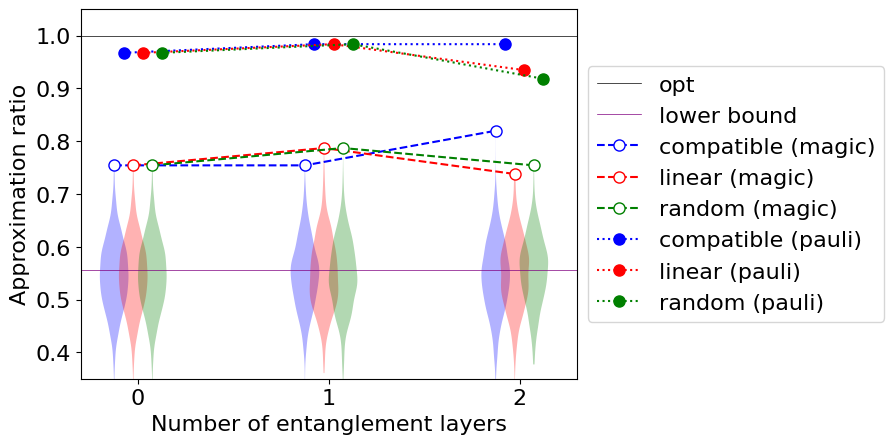 Approximation ratio
1.0
0.9
0.8
0.7
0.6
0.5
0.4
0
1
2
Number of entanglement layers
opt
lower bound
compatible (magic)
linear (magic)
random (magic)
compatible (pauli)
linear (pauli)
random (pauli)